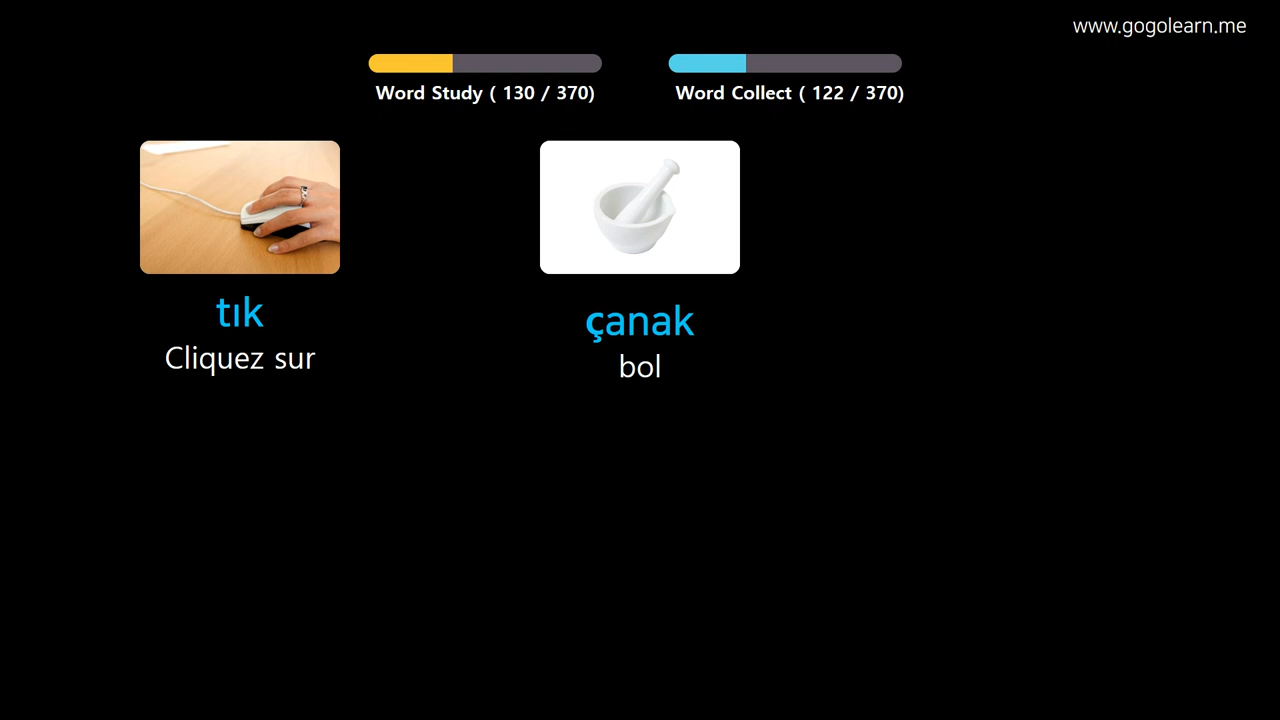 www.gogolearn.me
Word Study ( 130 / 370)
Word Collect ( 122 / 370)
tık
Cliquez sur
çanak
bol